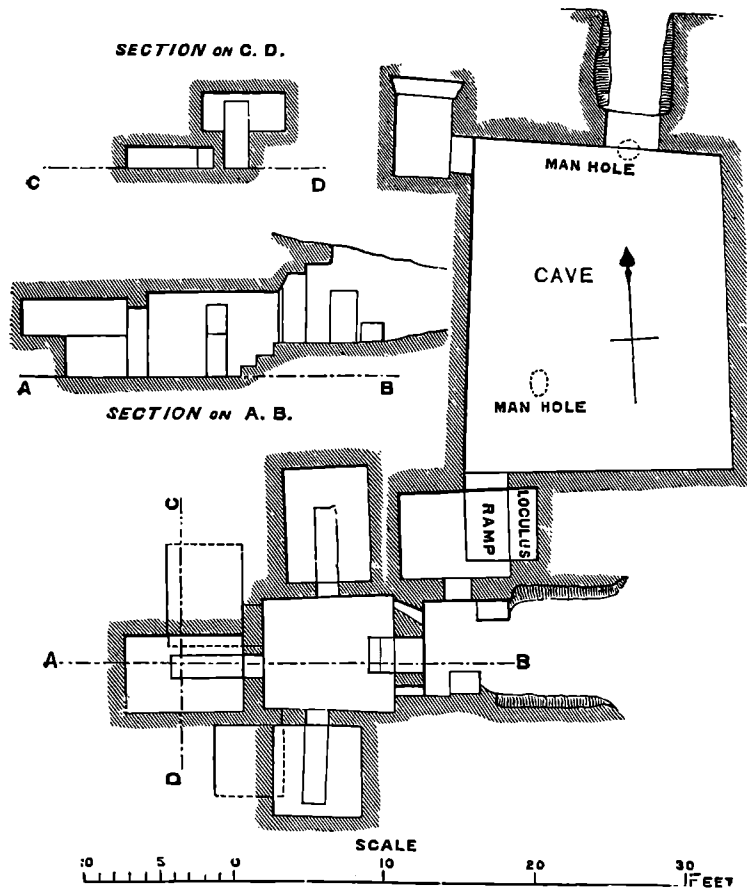 SECTION ON C. D.
C D
MAN HOLE
CAVE
MAN HOLE
A B
SECTION ON A. B.
C
RAMP
LOCULUS
A B
D
SCALE
10 5 0 10 20 30 FEET